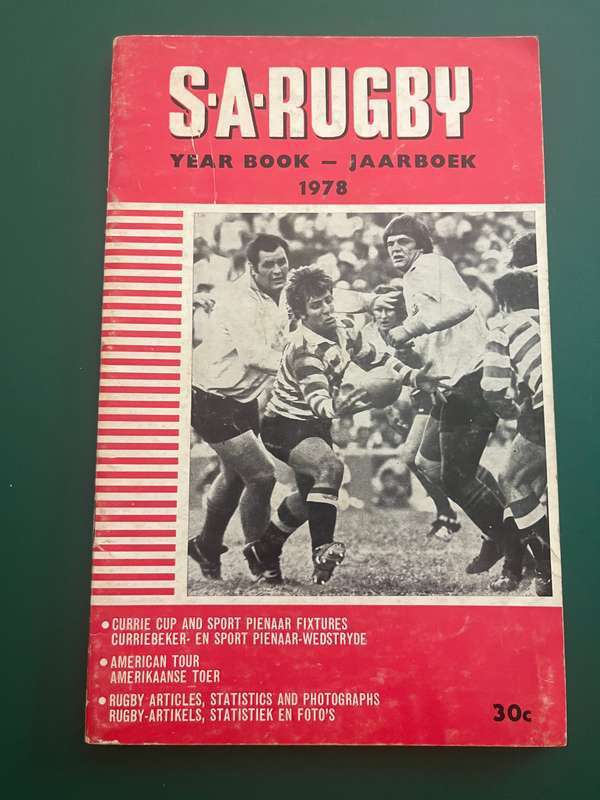 S·A·RUGBY
YEAR BOOK – JAARBOEK
1978
• CURRIE CUP AND SPORT PIENAAR FIXTURES
CURRIEBEKER- EN SPORT PIENAAR-WEDSTRYDE
• AMERICAN TOUR
AMERIKAANSE TOER
• RUGBY ARTICLES, STATISTICS AND PHOTOGRAPHS
RUGBY-ARTIKELS, STATISTIEK EN FOTO'S
30c